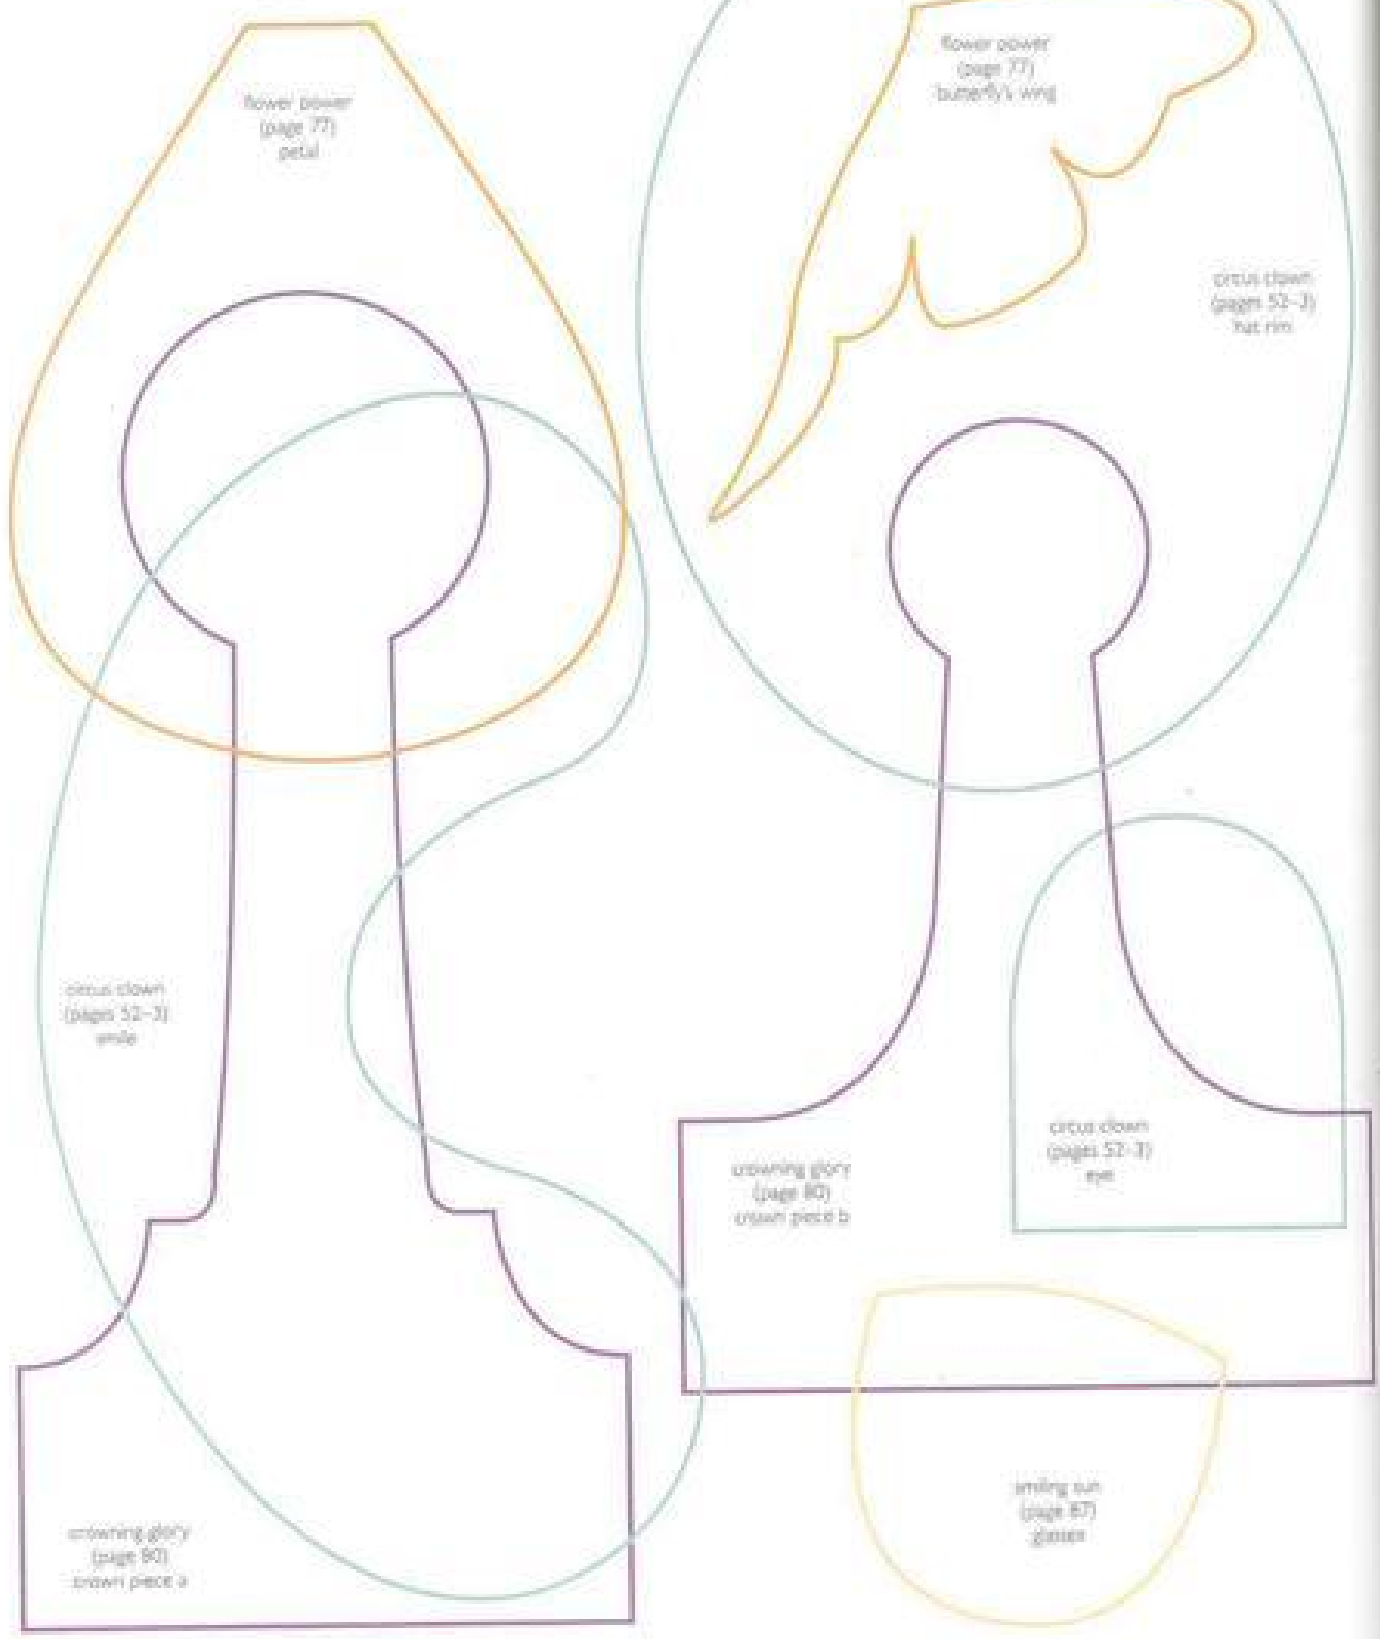 flower power
(page 77)
petal
flower power
(page 77)
butterfly's wing
circus clown
(pages 52-3)
hat rim
circus clown
(pages 52-3)
smile
circus clown
(pages 52-3)
eye
crowning glory
(page 80)
crown piece b
smiling sun
(page 87)
glasses
crowning glory
(page 80)
crown piece a